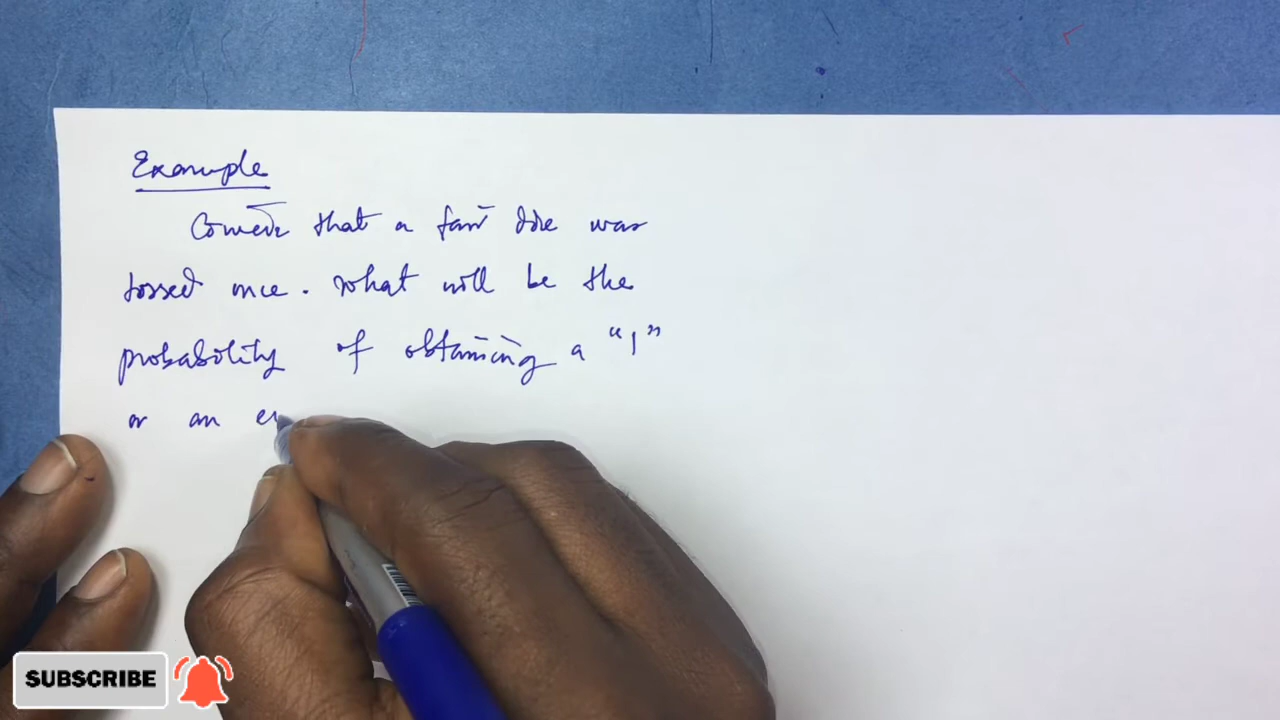 Example
Consider that a fair die was
tossed once. What will be the
probability of obtaining a "1"
or an ev
SUBSCRIBE